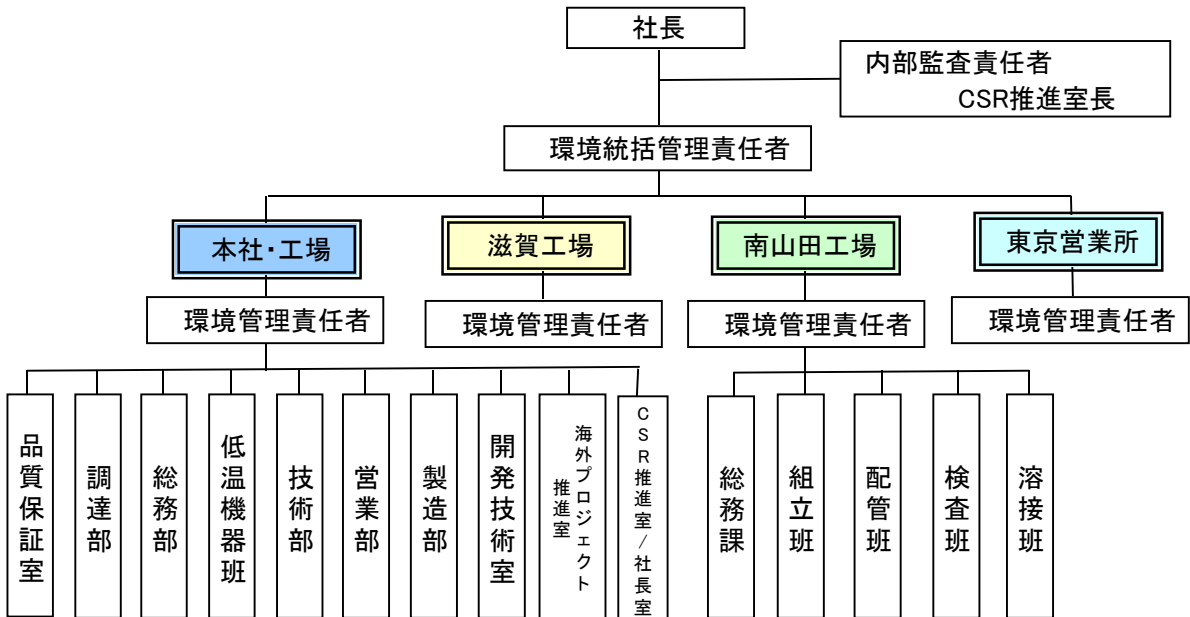 社長
内部監査責任者
CSR推進室長
環境統括管理責任者
本社・工場
滋賀工場
南山田工場
東京営業所
環境管理責任者
環境管理責任者
環境管理責任者
環境管理責任者
品質保証室
調達部
総務部
低温機器班
技術部
営業部
製造部
開発技術室
海外プロジェクト
推進室
CSR推進室/社長室
総務課
組立班
配管班
検査班
溶接班